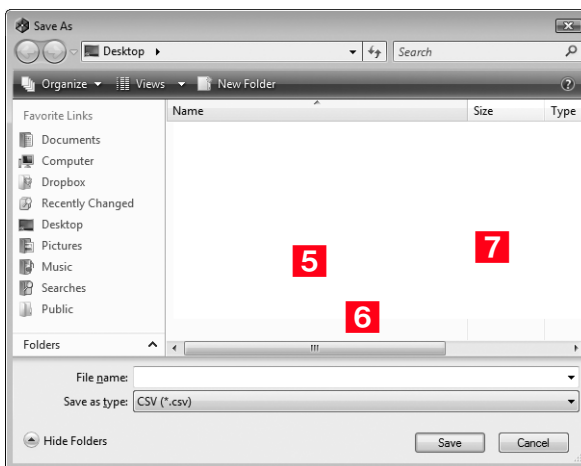 Save As
Desktop
Search
Organize Views New Folder
Favorite Links
Name Size Type
Documents
Computer
Dropbox
Recently Changed
Desktop
Pictures
Music
Searches
Public
5
7
6
Folders
File name:
Save as type: CSV (*.csv)
Hide Folders Save Cancel